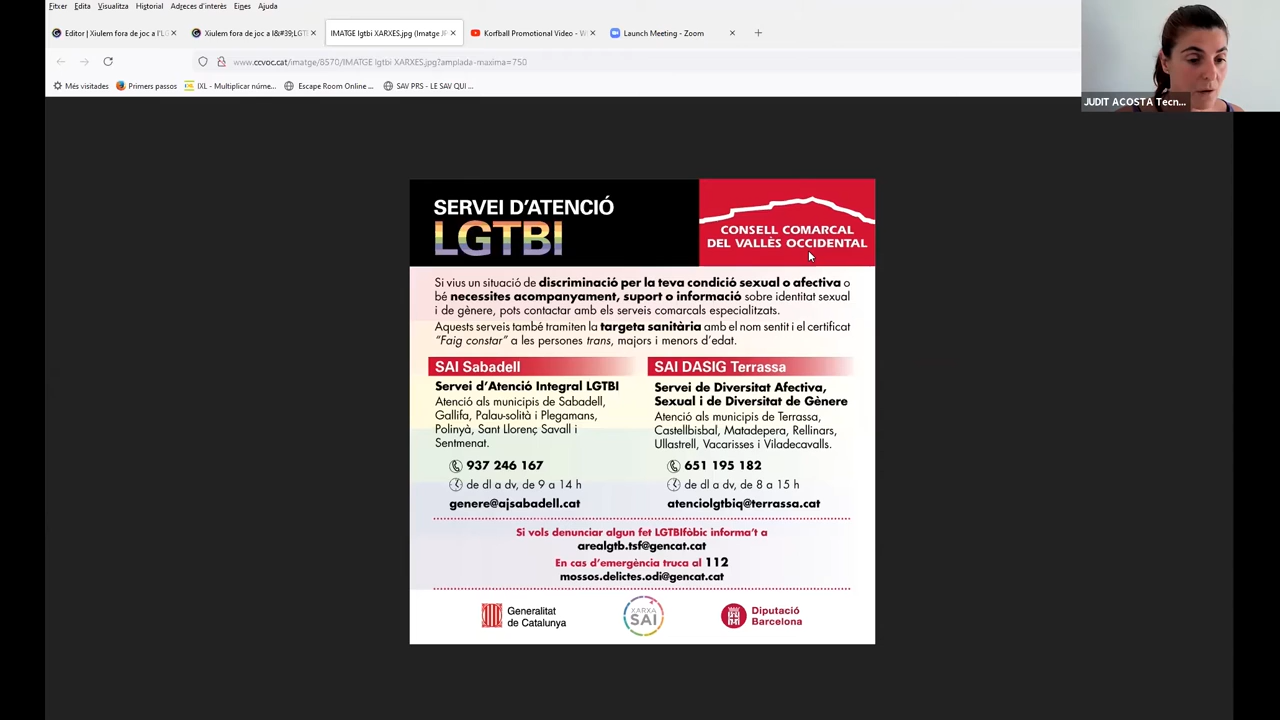 Fitxer Edita Visualitza Historial Adreces d'interès Eines Ajuda
Editor | Xiulem fora de joc a l'LG
Xiulem fora de joc a l&#39;LGT
IMATGE lgtbi XARXES.jpg (Imatge JP
Korfball Promotional Video -
Launch Meeting - Zoom
www.ccvoc.cat/imatge/8570/IMATGE lgtbi XARXES.jpg?amplada-maxima=750
Més visitades Primers passos IXL - Multiplicar núme... Escape Room Online ... SAV PRS - LE SAV QUI ...
JUDIT ACOSTA Tecn...
SERVEI D'ATENCIÓ
LGTBI
CONSELL COMARCAL
DEL VALLÈS OCCIDENTAL
Si vius un situació de discriminació per la teva condició sexual o afectiva o
bé necessites acompanyament, suport o informació sobre identitat sexual
i de gènere, pots contactar amb els serveis comarcals especialitzats.
Aquests serveis també tramiten la targeta sanitària amb el nom sentit i el certificat
"Faig constar" a les persones trans, majors i menors d'edat.
SAI Sabadell
Servei d'Atenció Integral LGTBI
Atenció als municipis de Sabadell,
Gallifa, Palau-solità i Plegamans,
Polinyà, Sant Llorenç Savall i
Sentmenat.
937 246 167
de dl a dv, de 9 a 14 h
genere@ajsabadell.cat
SAI DASIG Terrassa
Servei de Diversitat Afectiva,
Sexual i de Diversitat de Gènere
Atenció als municipis de Terrassa,
Castellbisbal, Matadepera, Rellinars,
Ullastrell, Vacarisses i Viladecavalls.
651 195 182
de dl a dv, de 8 a 15 h
atenciolgtbiq@terrassa.cat
Si vols denunciar algun fet LGTBIfòbic informa't a
arealgtb.tsf@gencat.cat
En cas d'emergència truca al 112
mossos.delictes.odi@gencat.cat
Generalitat
de Catalunya
XARXA
SAI
Diputació
Barcelona